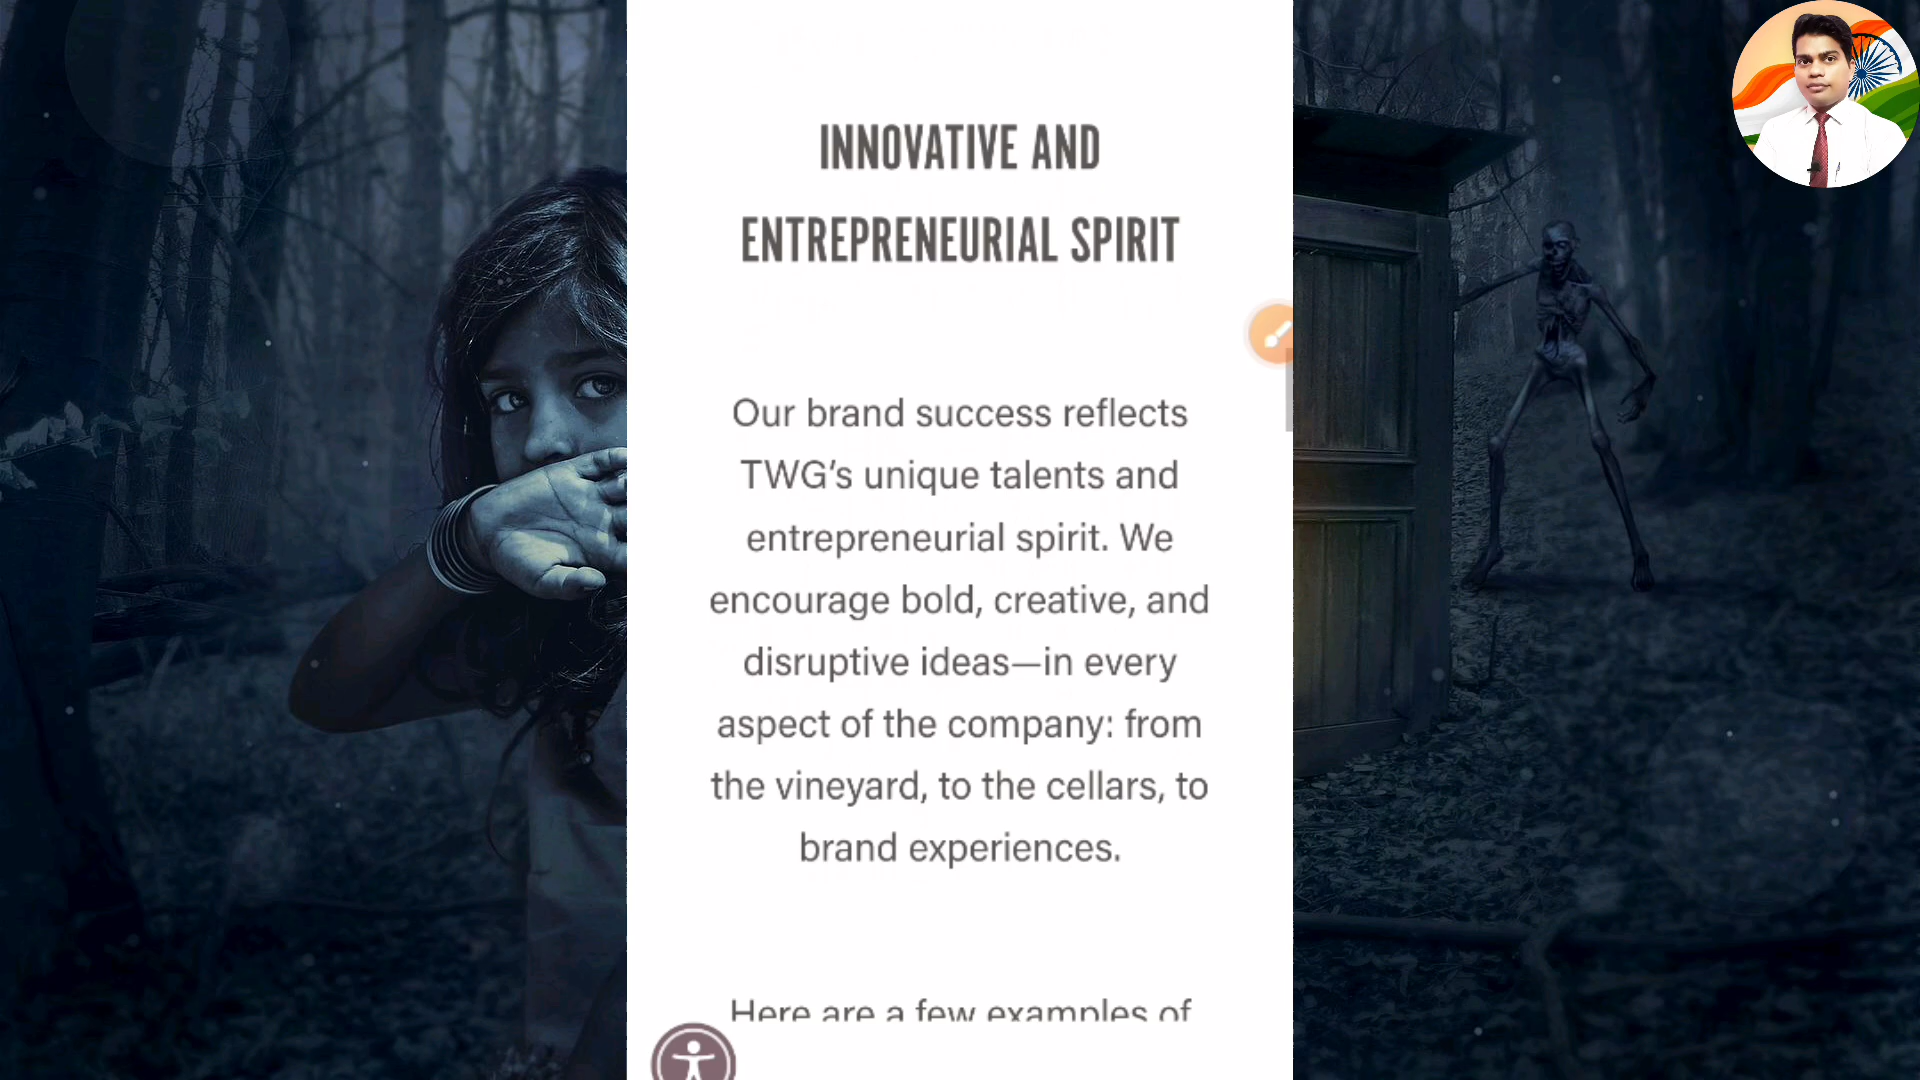 INNOVATIVE AND
ENTREPRENEURIAL SPIRIT
Our brand success reflects
TWG’s unique talents and
entrepreneurial spirit. We
encourage bold, creative, and
disruptive ideas—in every
aspect of the company: from
the vineyard, to the cellars, to
brand experiences.
Here are a few examples of